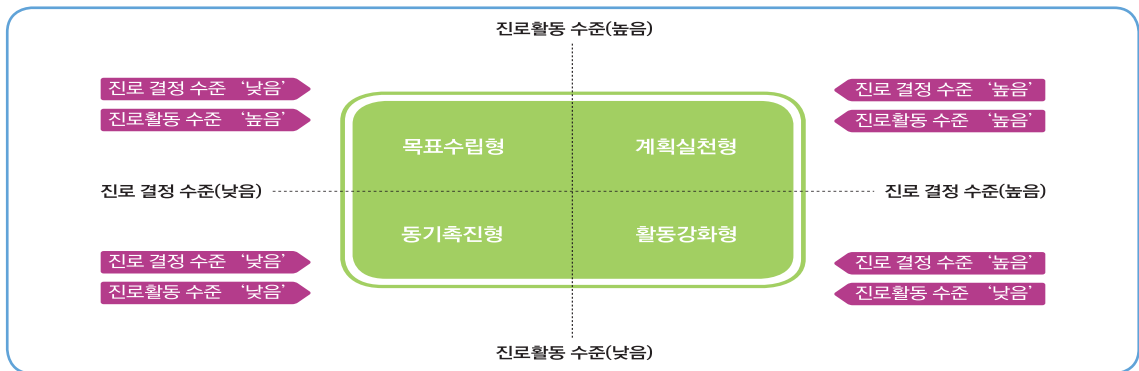 진로활동 수준(높음)
진로 결정 수준 ‘낮음’
진로 결정 수준 ‘높음’
진로활동 수준 ‘높음’
진로활동 수준 ‘높음’
목표수립형
계획실천형
진로 결정 수준(낮음)
진로 결정 수준(높음)
동기촉진형
활동강화형
진로 결정 수준 ‘낮음’
진로 결정 수준 ‘높음’
진로활동 수준 ‘낮음’
진로활동 수준 ‘낮음’
진로활동 수준(낮음)